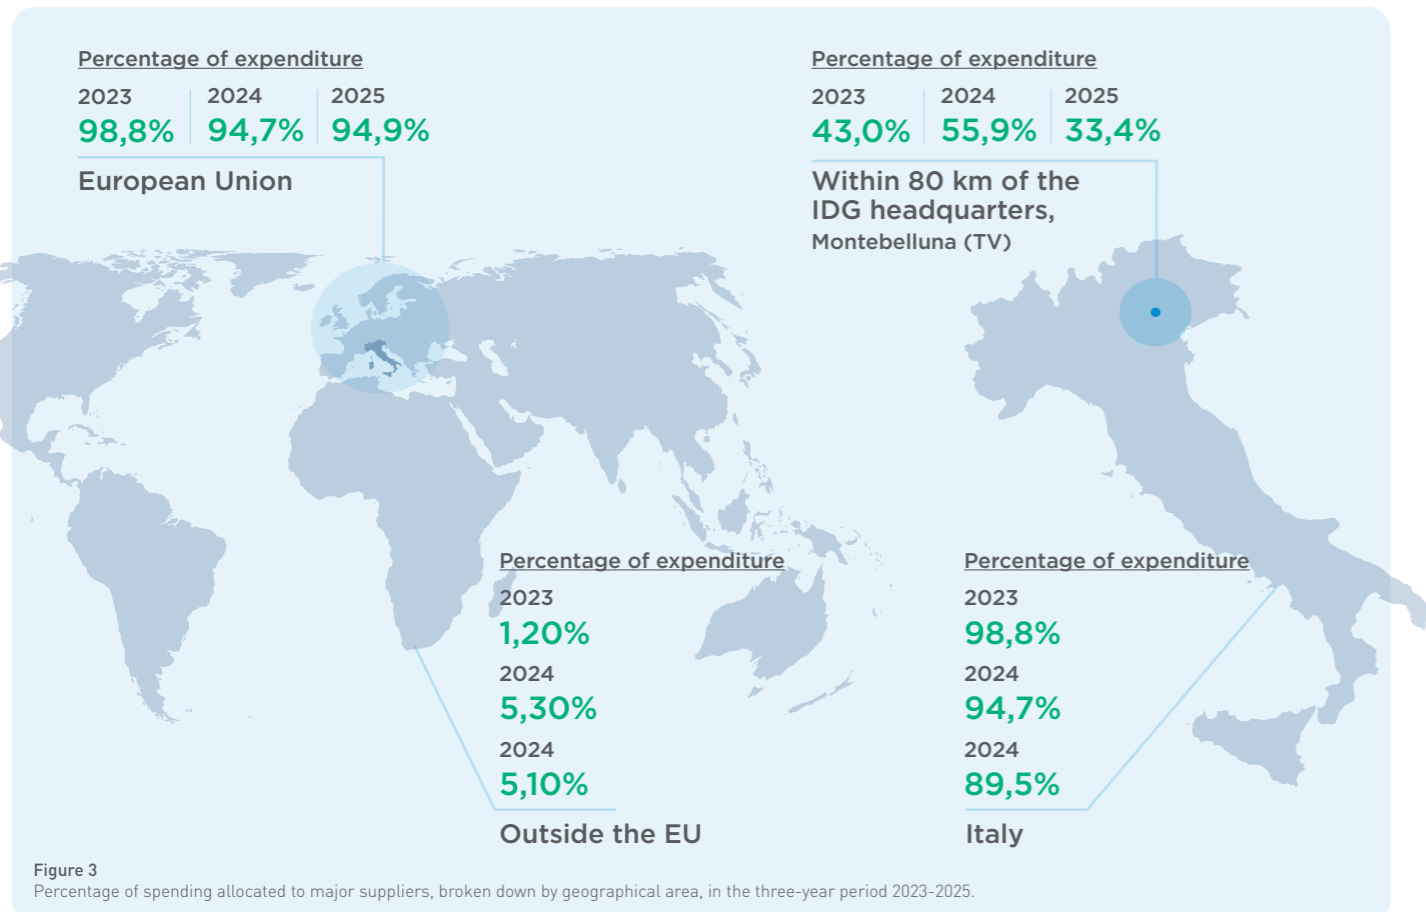 Percentage of expenditure
2023 2024 2025
98,8% 94,7% 94,9%
European Union
Percentage of expenditure
2023 2024 2025
43,0% 55,9% 33,4%
Within 80 km of the
IDG headquarters,
Montebelluna (TV)
Percentage of expenditure
2023
1,20%
2024
5,30%
2024
5,10%
Outside the EU
Percentage of expenditure
2023
98,8%
2024
94,7%
2024
89,5%
Italy
Figure 3
Percentage of spending allocated to major suppliers, broken down by geographical area, in the three-year period 2023-2025.